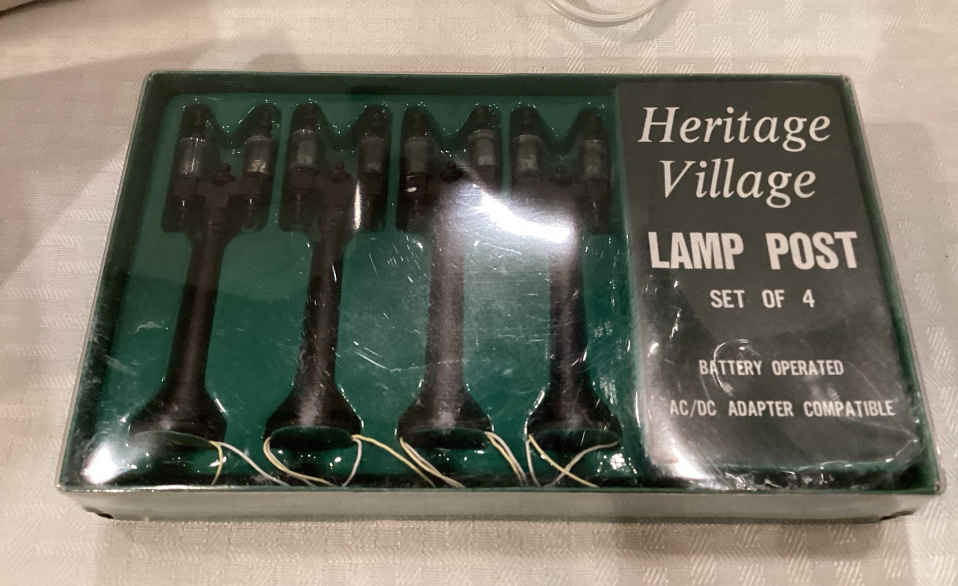 Heritage
Village
LAMP POST
SET OF 4
BATTERY OPERATED
AC/DC ADAPTER COMPATIBLE